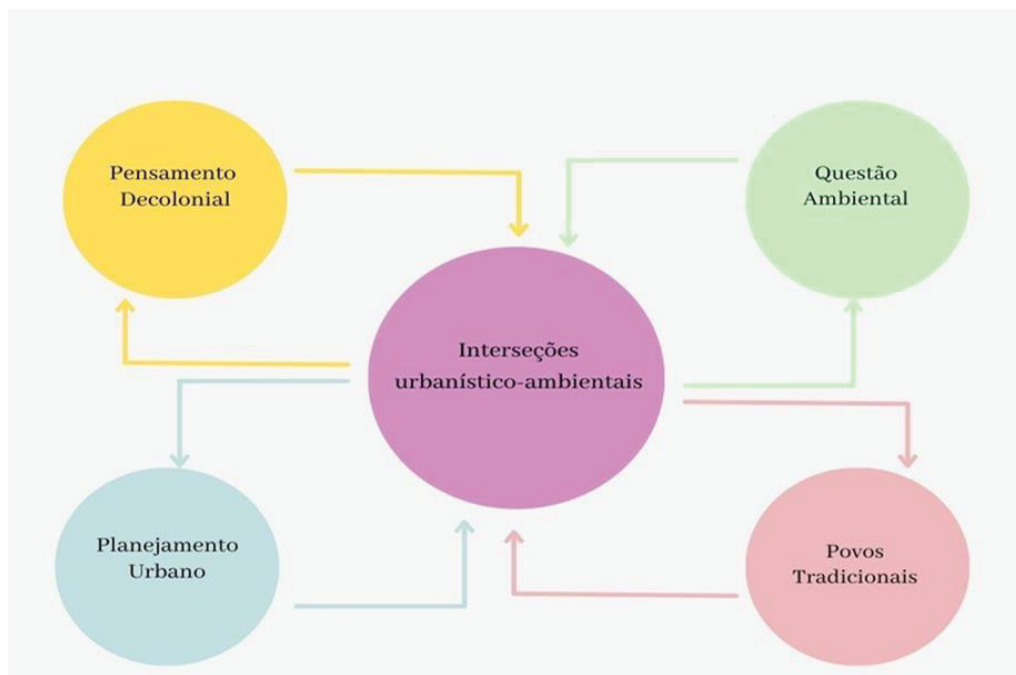 Pensamento
Decolonial
Questão
Ambiental
Interseções
urbanístico-ambientais
Planejamento
Urbano
Povos
Tradicionais